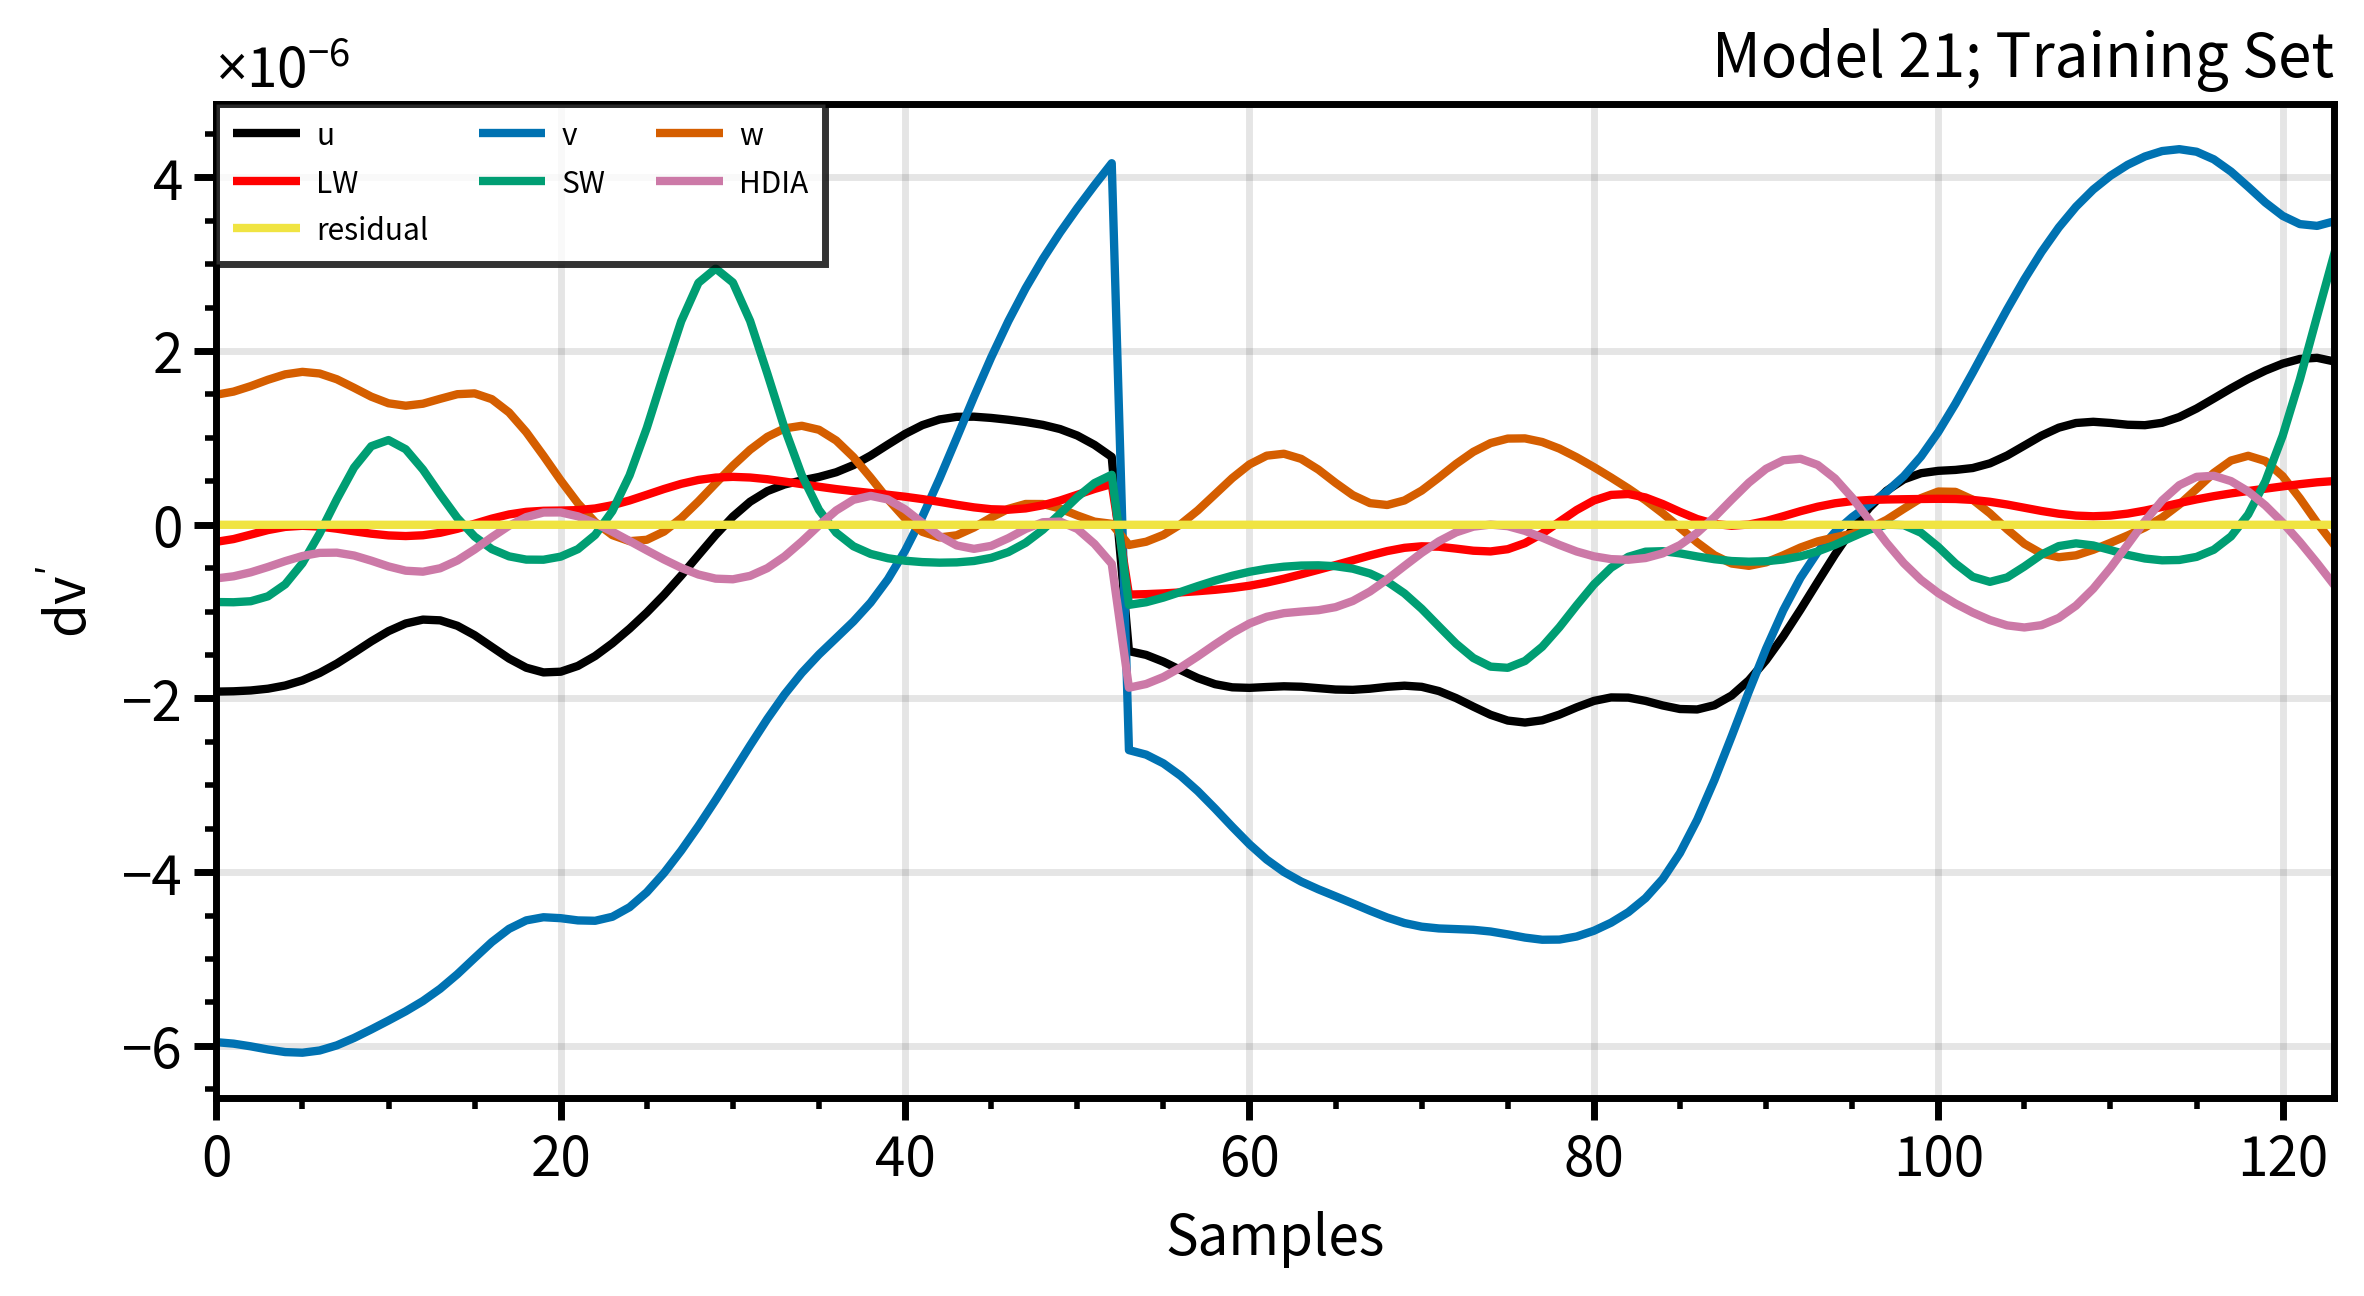 ×10⁻⁶
Model 21; Training Set
u v w
LW SW HDIA
residual
4
2
0
−2
−4
−6
dv′
0 20 40 60 80 100 120
Samples